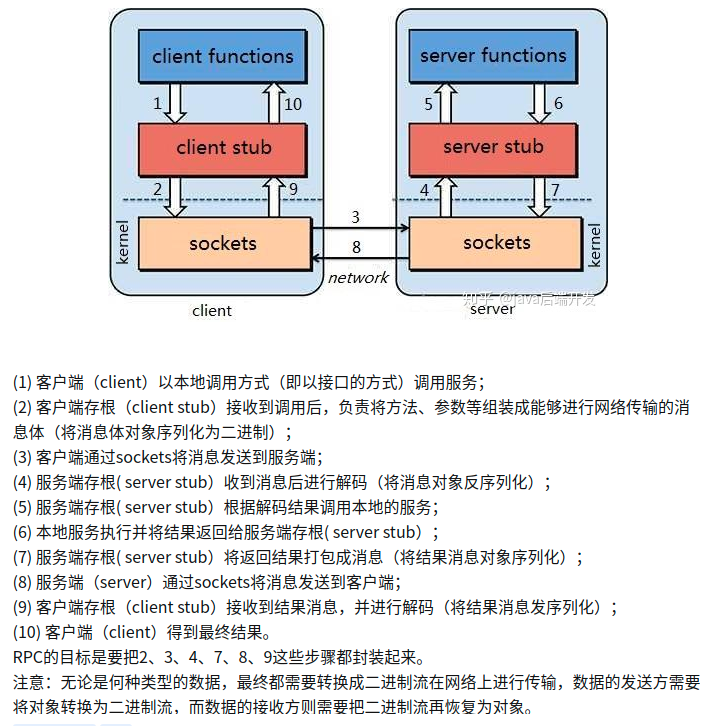 client functions
server functions
1
10
5
6
client stub
server stub
2
9
4
7
kernel
sockets
3
8
network
sockets
kernel
client
server
知乎 @java后端开发
(1) 客户端（client）以本地调用方式（即以接口的方式）调用服务；
(2) 客户端存根（client stub）接收到调用后，负责将方法、参数等组装成能够进行网络传输的消
息体（将消息体对象序列化为二进制）；
(3) 客户端通过sockets将消息发送到服务端；
(4) 服务端存根( server stub）收到消息后进行解码（将消息对象反序列化）；
(5) 服务端存根( server stub）根据解码结果调用本地的服务；
(6) 本地服务执行并将结果返回给服务端存根( server stub）；
(7) 服务端存根( server stub）将返回结果打包成消息（将结果消息对象序列化）；
(8) 服务端（server）通过sockets将消息发送到客户端；
(9) 客户端存根（client stub）接收到结果消息，并进行解码（将结果消息发序列化）；
(10) 客户端（client）得到最终结果。
RPC的目标是要把2、3、4、7、8、9这些步骤都封装起来。
注意：无论是何种类型的数据，最终都需要转换成二进制流在网络上进行传输，数据的发送方需要
将对象转换为二进制流，而数据的接收方则需要把二进制流再恢复为对象。